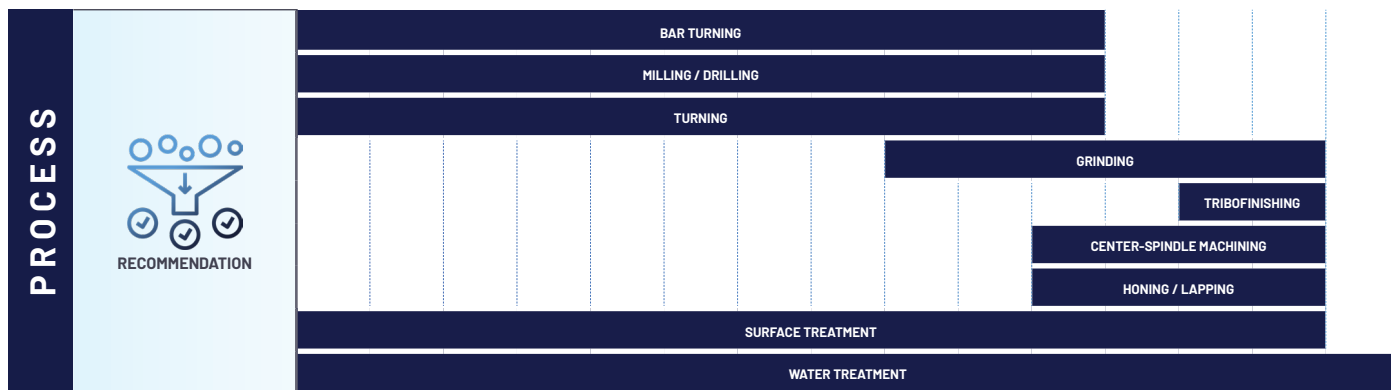 PROCESS
RECOMMENDATION
BAR TURNING
MILLING / DRILLING
TURNING
GRINDING
TRIBOFINISHING
CENTER-SPINDLE MACHINING
HONING / LAPPING
SURFACE TREATMENT
WATER TREATMENT